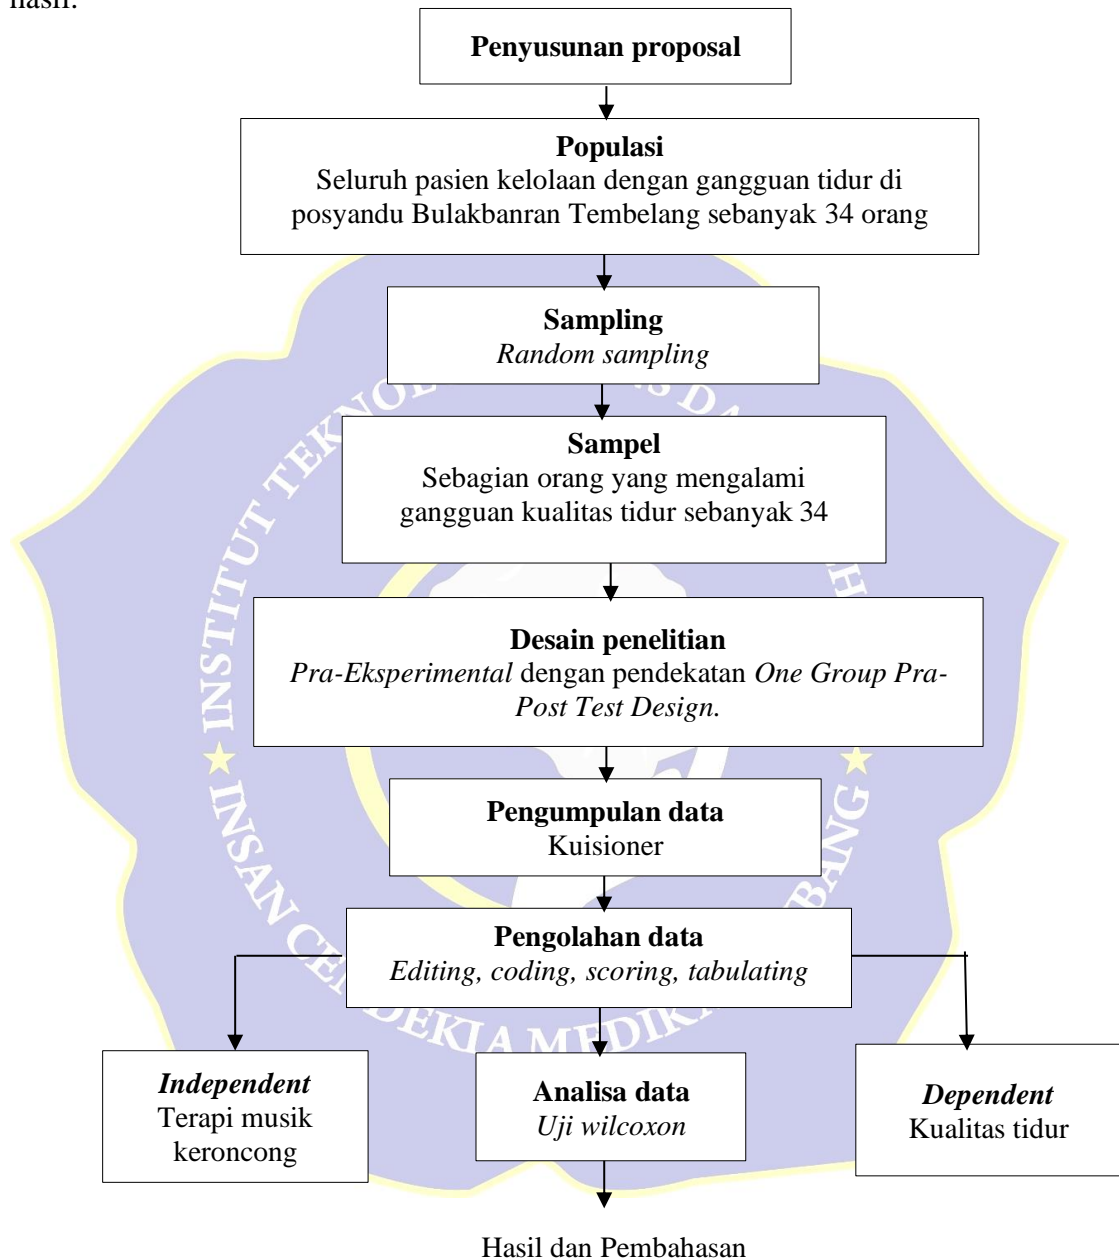 hasil.
Penyusunan proposal
Populasi
Seluruh pasien kelolaan dengan gangguan tidur di
posyandu Bulakbanran Tembelang sebanyak 34 orang
Sampling
Random sampling
Sampel
Sebagian orang yang mengalami
gangguan kualitas tidur sebanyak 34
Desain penelitian
Pra-Eksperimental dengan pendekatan One Group Pra-
Post Test Design.
Pengumpulan data
Kuisioner
Pengolahan data
Editing, coding, scoring, tabulating
Independent
Terapi musik
keroncong
Analisa data
Uji wilcoxon
Dependent
Kualitas tidur
Hasil dan Pembahasan
INSTITUT
INSAN